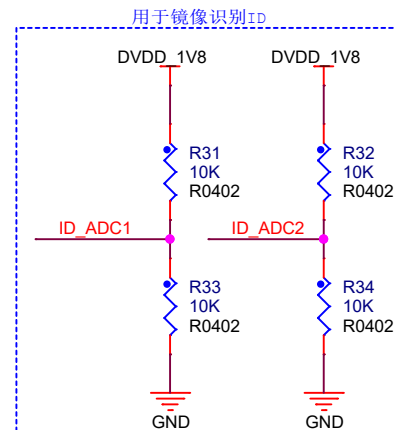 用于镜像识别ID
DVDD_1V8
DVDD_1V8
R31
10K
R0402
R32
10K
R0402
ID_ADC1
ID_ADC2
R33
10K
R0402
R34
10K
R0402
GND
GND